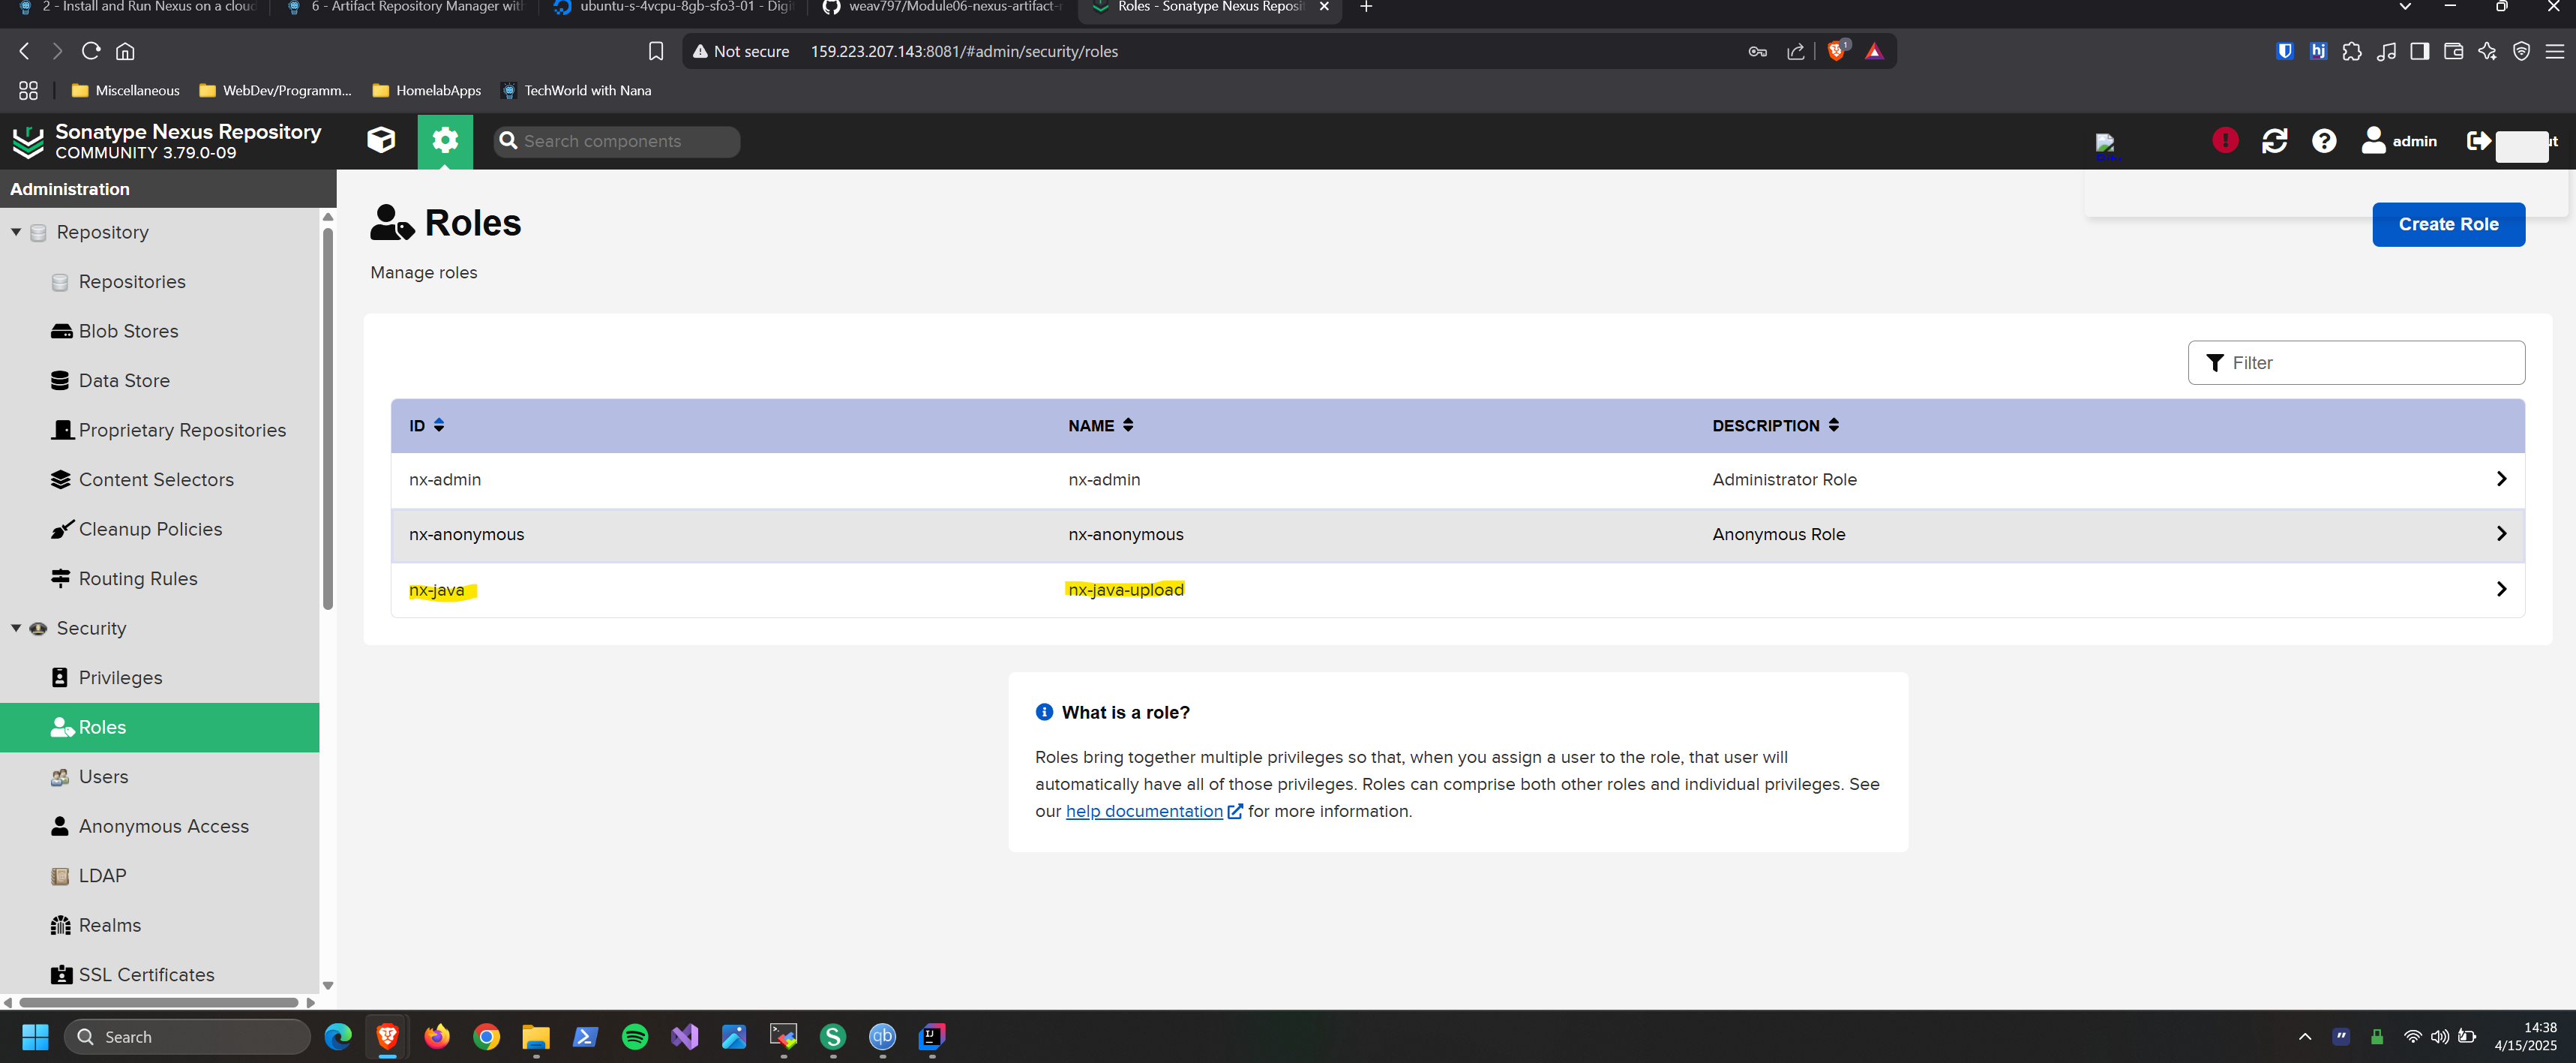 2 - Install and Run Nexus on a cloud
6 - Artifact Repository Manager with
ubuntu-s-4vcpu-8gb-sfo3-01 - Digi
weav797/Module06-nexus-artifact-
Roles - Sonatype Nexus Reposit
Not secure 159.223.207.143:8081/#admin/security/roles
Miscellaneous WebDev/Programm... HomelabApps TechWorld with Nana
Sonatype Nexus Repository
COMMUNITY 3.79.0-09
Search components
admin
Administration
Repository
Repositories
Blob Stores
Data Store
Proprietary Repositories
Content Selectors
Cleanup Policies
Routing Rules
Security
Privileges
Roles
Users
Anonymous Access
LDAP
Realms
SSL Certificates
Roles
Create Role
Manage roles
Filter
ID NAME DESCRIPTION
nx-admin nx-admin Administrator Role
nx-anonymous nx-anonymous Anonymous Role
nx-java nx-java-upload
What is a role?
Roles bring together multiple privileges so that, when you assign a user to the role, that user will
automatically have all of those privileges. Roles can comprise both other roles and individual privileges. See
our help documentation for more information.
Search
14:38
4/15/2025